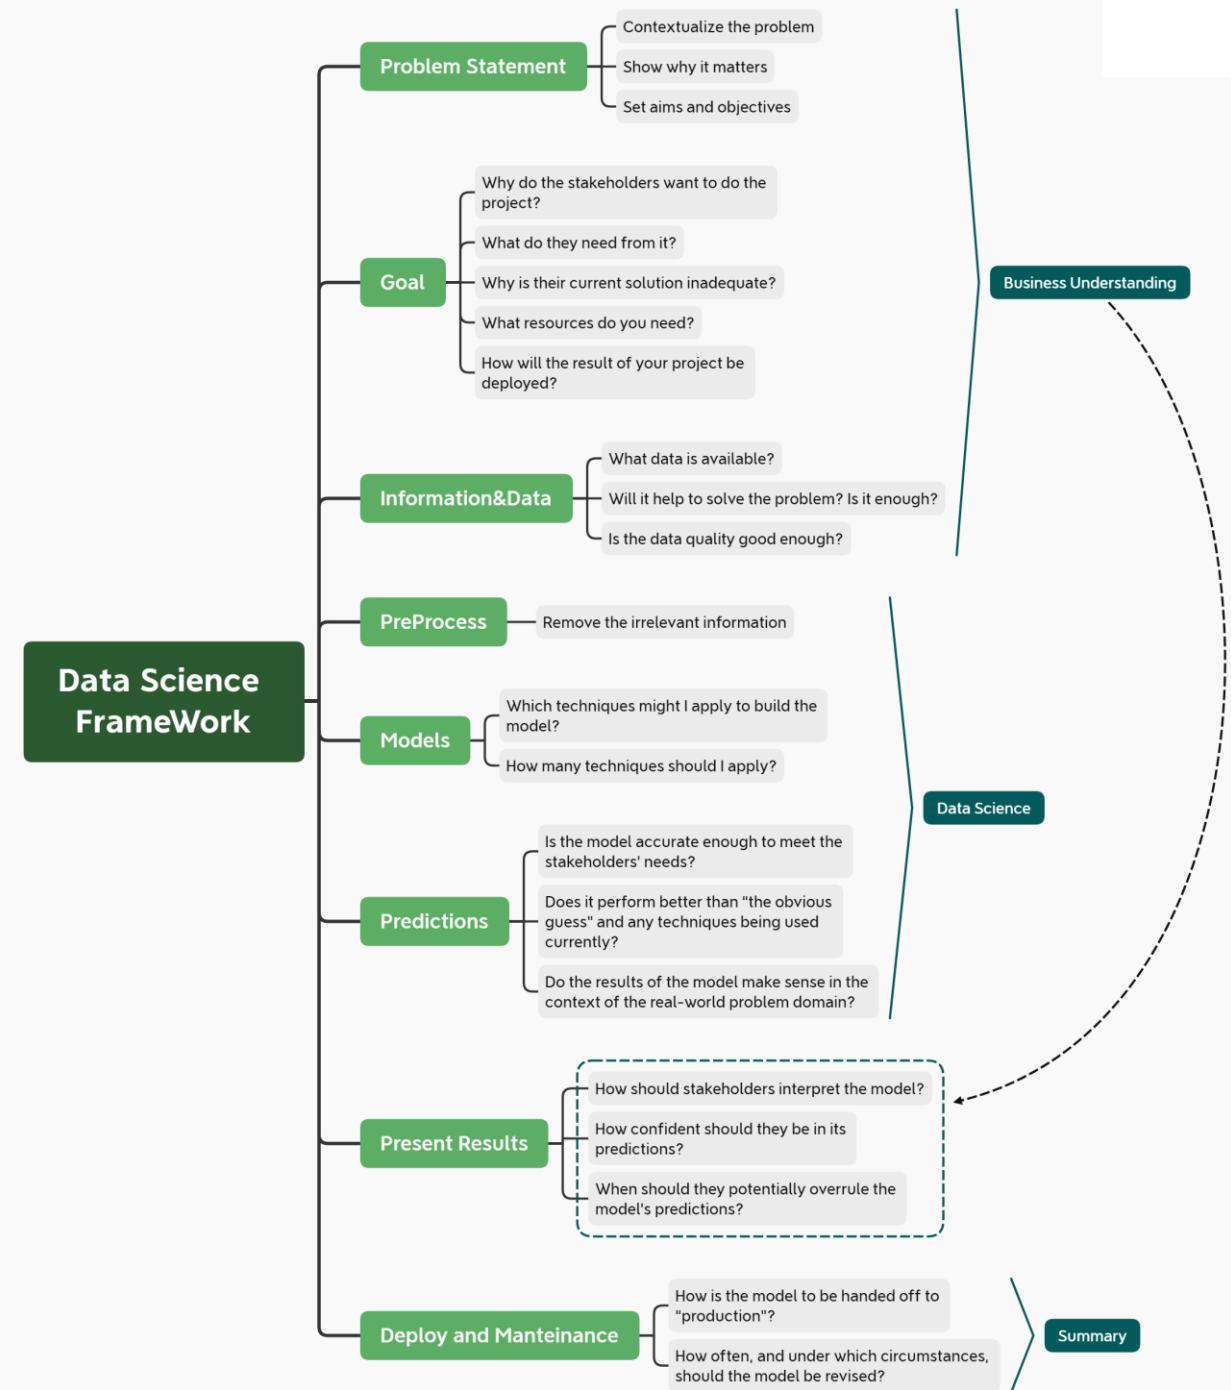 Data Science
FrameWork
Problem Statement
Contextualize the problem
Show why it matters
Set aims and objectives
Goal
Why do the stakeholders want to do the
project?
What do they need from it?
Why is their current solution inadequate?
What resources do you need?
How will the result of your project be
deployed?
Information&Data
What data is available?
Will it help to solve the problem? Is it enough?
Is the data quality good enough?
Business Understanding
PreProcess
Remove the irrelevant information
Models
Which techniques might I apply to build the
model?
How many techniques should I apply?
Predictions
Is the model accurate enough to meet the
stakeholders' needs?
Does it perform better than "the obvious
guess" and any techniques being used
currently?
Do the results of the model make sense in the
context of the real-world problem domain?
Data Science
Present Results
How should stakeholders interpret the model?
How confident should they be in its
predictions?
When should they potentially overrule the
model's predictions?
Deploy and Manteinance
How is the model to be handed off to
"production"?
How often, and under which circumstances,
should the model be revised?
Summary